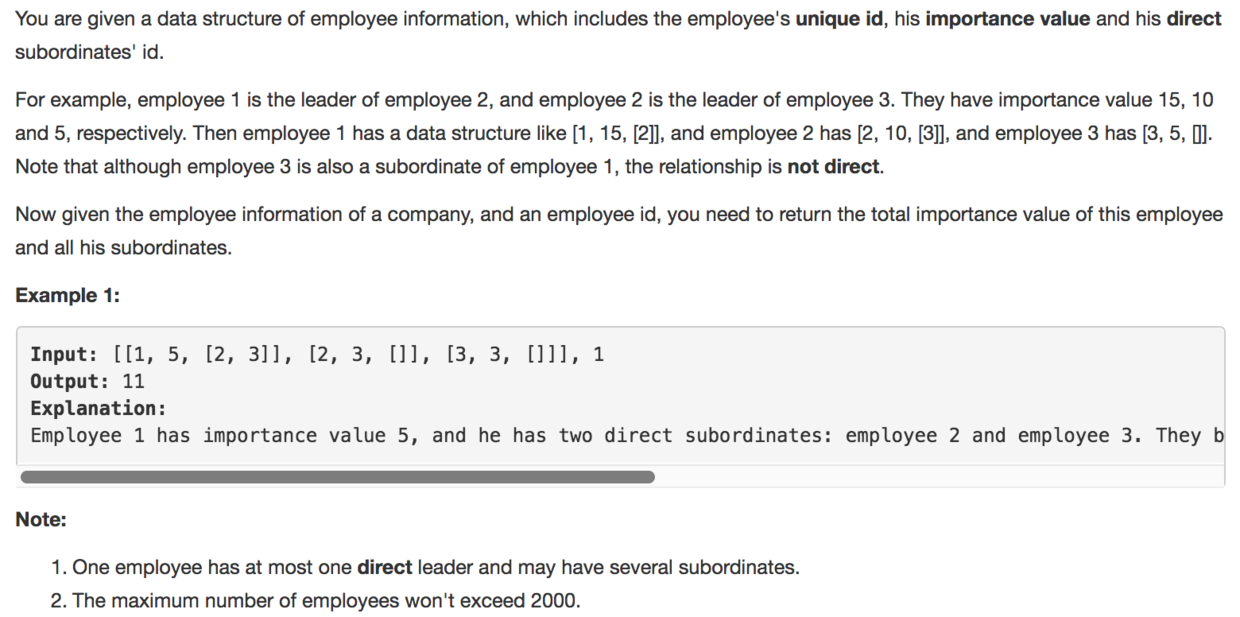 You are given a data structure of employee information, which includes the employee's unique id, his importance value and his direct
subordinates' id.
For example, employee 1 is the leader of employee 2, and employee 2 is the leader of employee 3. They have importance value 15, 10
and 5, respectively. Then employee 1 has a data structure like [1, 15, [2]], and employee 2 has [2, 10, [3]], and employee 3 has [3, 5, []].
Note that although employee 3 is also a subordinate of employee 1, the relationship is not direct.
Now given the employee information of a company, and an employee id, you need to return the total importance value of this employee
and all his subordinates.
Example 1:
Input: [[1, 5, [2, 3]], [2, 3, []], [3, 3, []]], 1
Output: 11
Explanation:
Employee 1 has importance value 5, and he has two direct subordinates: employee 2 and employee 3. They b
Note:
1. One employee has at most one direct leader and may have several subordinates.
2. The maximum number of employees won't exceed 2000.